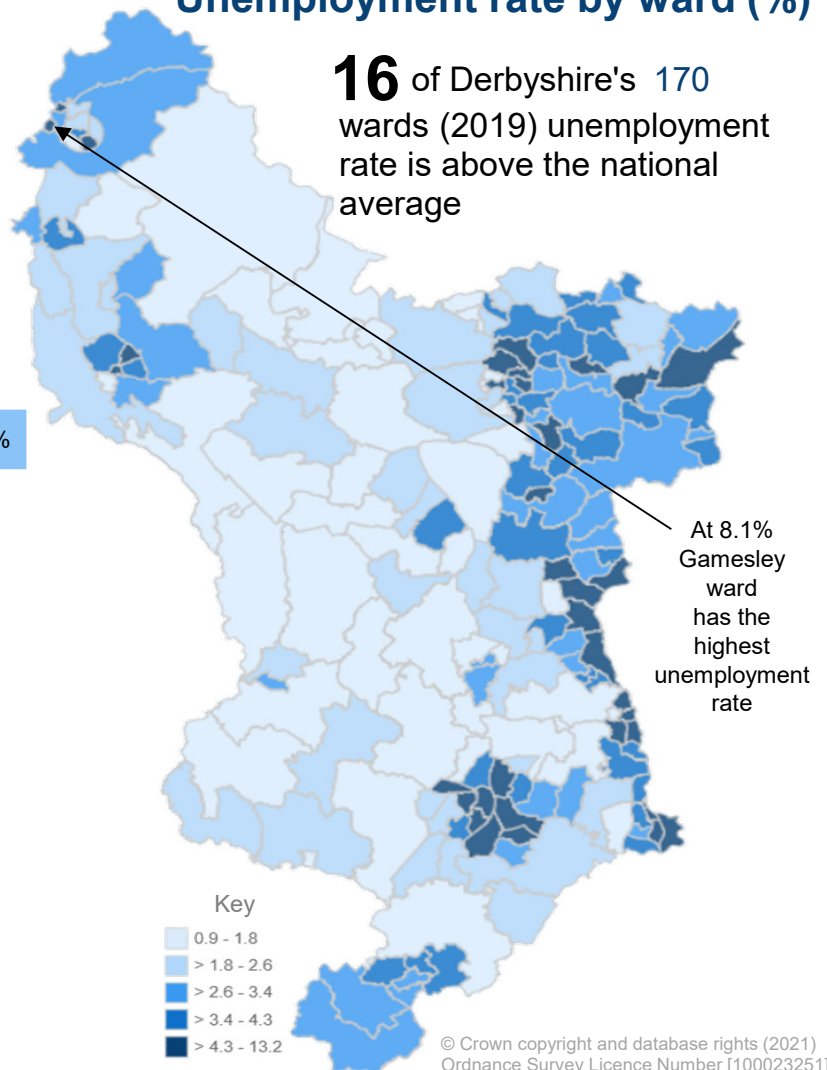 Unemployment rate by ward (%)
16 of Derbyshire's 170
wards (2019) unemployment
rate is above the national
average
%
At 8.1%
Gamesley
ward
has the
highest
unemployment
rate
Key
0.9 - 1.8
> 1.8 - 2.6
> 2.6 - 3.4
> 3.4 - 4.3
> 4.3 - 13.2
© Crown copyright and database rights (2021)
Ordnance Survey Licence Number [100023251]